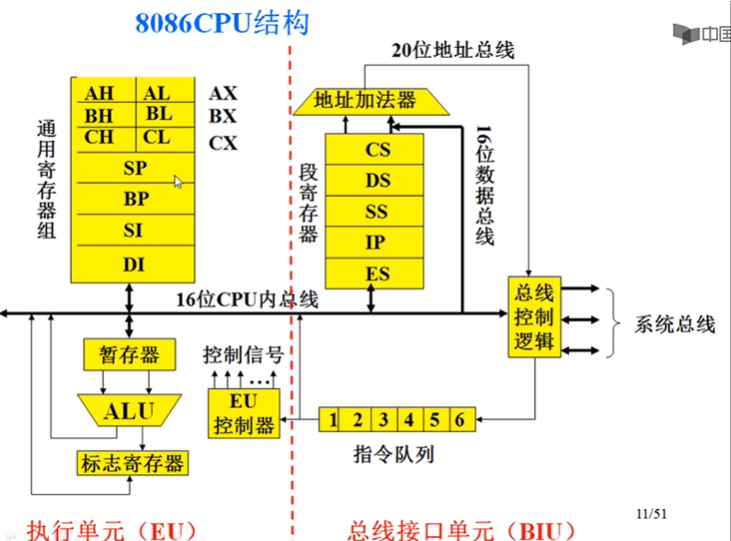 8086CPU结构
中国
20位地址总线
AH AL AX
BH BL BX
CH CL CX
SP
BP
SI
DI
通用寄存器组
地址加法器
CS
DS
SS
IP
ES
段寄存器
16位数据总线
16位CPU内总线
总线
控制
逻辑
系统总线
暂存器
ALU
标志寄存器
控制信号
EU
控制器
1 2 3 4 5 6
指令队列
11/51
执行单元（EU）
总线接口单元（BIU）